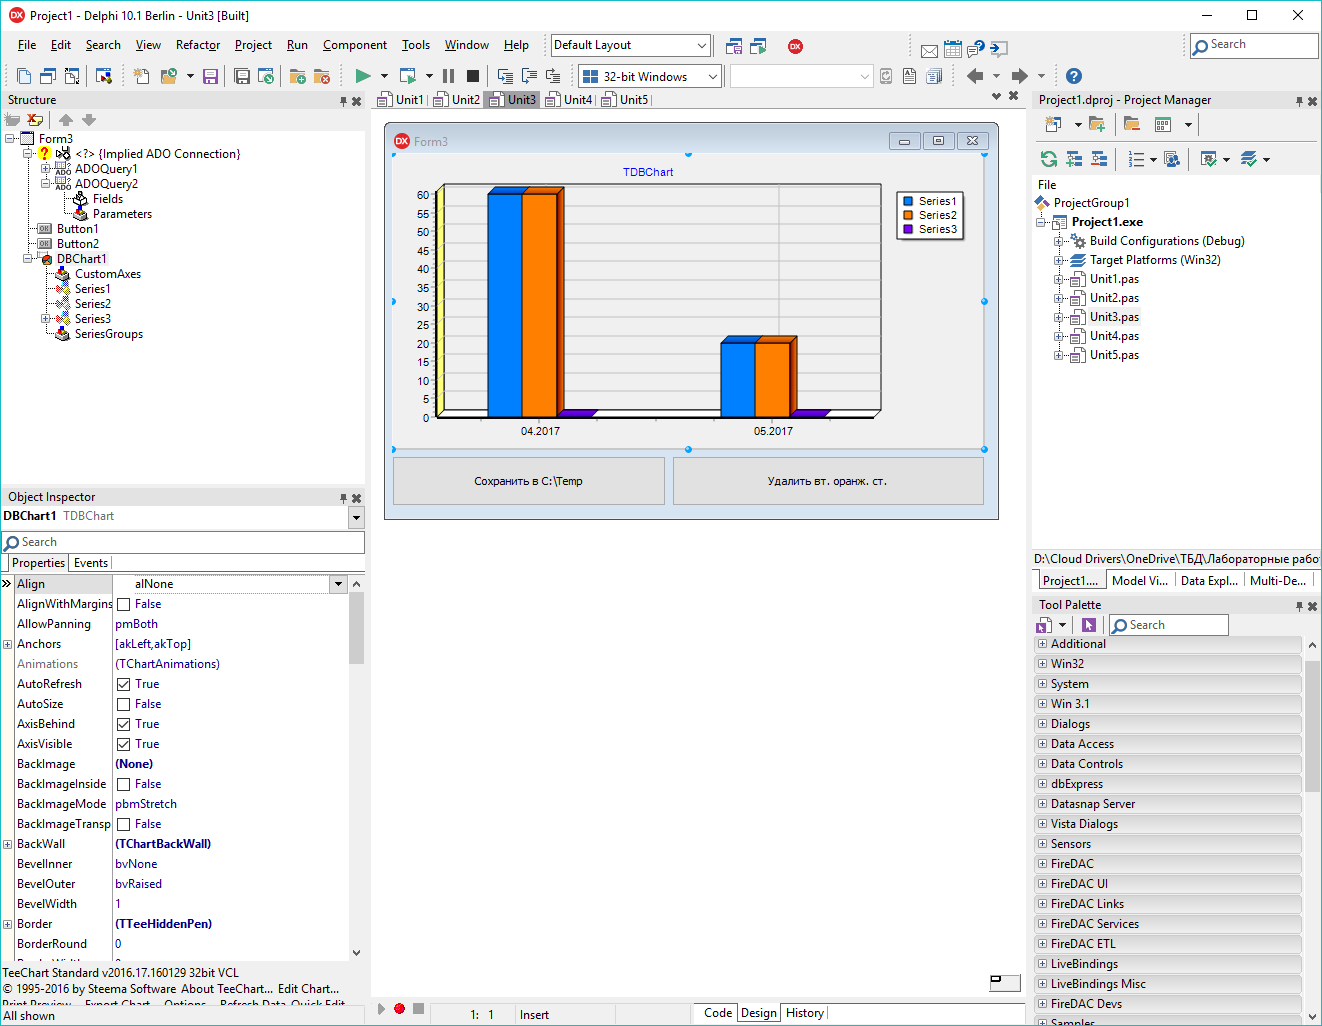 Project1 - Delphi 10.1 Berlin - Unit3 [Built]
File Edit Search View Refactor Project Run Component Tools Window Help
Default Layout
Search
32-bit Windows
Structure
Form3
<?> {Implied ADO Connection}
ADOQuery1
ADOQuery2
Fields
Parameters
Button1
Button2
DBChart1
CustomAxes
Series1
Series2
Series3
SeriesGroups
Object Inspector
DBChart1 TDBChart
Search
Properties Events
Align alNone
AlignWithMargins False
AllowPanning pmBoth
Anchors [akLeft,akTop]
Animations (TChartAnimations)
AutoRefresh True
AutoSize False
AxisBehind True
AxisVisible True
BackImage (None)
BackImageInside False
BackImageMode pbmStretch
BackImageTransp False
BackWall (TChartBackWall)
BevelInner bvNone
BevelOuter bvRaised
BevelWidth 1
Border (TTeeHiddenPen)
BorderRound 0
TeeChart Standard v2016.17.160129 32bit VCL
© 1995-2016 by Steema Software About TeeChart... Edit Chart...
Print Preview... Export Chart... Options... Refresh Data Quick Edit
All shown
Unit1 Unit2 Unit3 Unit4 Unit5
Form3
TDBChart
60
55
50
45
40
35
30
25
20
15
10
5
0
04.2017 05.2017
Series1
Series2
Series3
Сохранить в C:\Temp
Удалить вт. оранж. ст.
1: 1 Insert
Code Design History
Project1.dproj - Project Manager
File
ProjectGroup1
Project1.exe
Build Configurations (Debug)
Target Platforms (Win32)
Unit1.pas
Unit2.pas
Unit3.pas
Unit4.pas
Unit5.pas
D:\Cloud Drivers\OneDrive\ТБД\Лабораторные рабо
Project1.... Model Vi... Data Expl... Multi-De...
Tool Palette
Search
Additional
Win32
System
Win 3.1
Dialogs
Data Access
Data Controls
dbExpress
Datasnap Server
Vista Dialogs
Sensors
FireDAC
FireDAC UI
FireDAC Links
FireDAC Services
FireDAC ETL
LiveBindings
LiveBindings Misc
FireDAC Devs
Samples